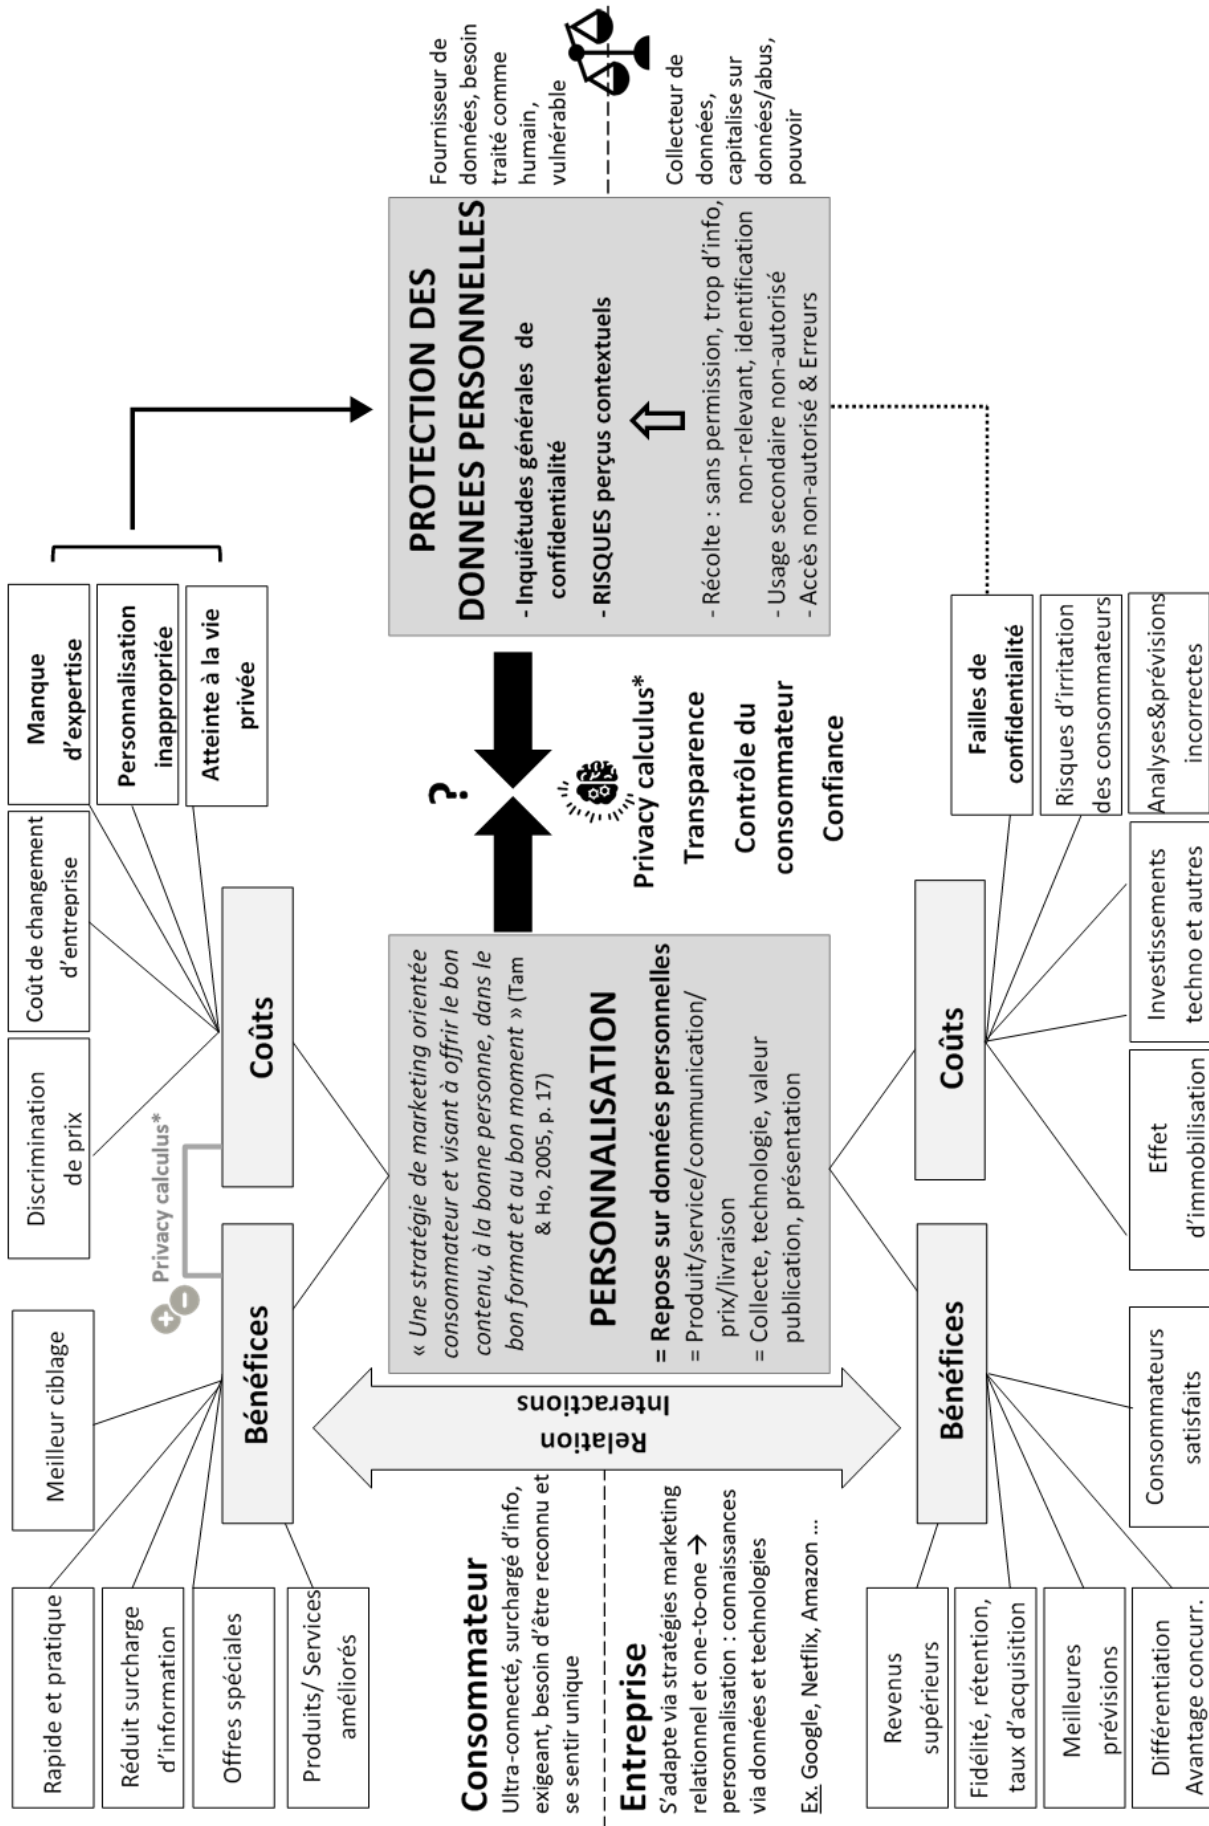 Rapide et pratique
Réduit surcharge
d'information
Offres spéciales
Produits/ Services
améliorés
Meilleur ciblage
Bénéfices
Privacy calculus*
Discrimination
de prix
Coût de changement
d'entreprise
Manque
d'expertise
Personnalisation
inappropriée
Atteinte à la vie
privée
Coûts
Consommateur
Ultra-connecté, surchargé d'info,
exigeant, besoin d'être reconnu et
se sentir unique
Entreprise
S'adapte via stratégies marketing
relationnel et one-to-one →
personnalisation : connaissances
via données et technologies
Ex. Google, Netflix, Amazon ...
Relation
Interactions
« Une stratégie de marketing orientée
consommateur et visant à offrir le bon
contenu, à la bonne personne, dans le
bon format et au bon moment » (Tam
& Ho, 2005, p. 17)
PERSONNALISATION
= Repose sur données personnelles
= Produit/service/communication/
prix/livraison
= Collecte, technologie, valeur
publication, présentation
?
Privacy calculus*
Transparence
Contrôle du
consommateur
Confiance
PROTECTION DES
DONNEES PERSONNELLES
- Inquiétudes générales de
confidentialité
- RISQUES perçus contextuels
- Récolte : sans permission, trop d'info,
non-relevant, identification
- Usage secondaire non-autorisé
- Accès non-autorisé & Erreurs
Fournisseur de
données, besoin
traité comme
humain,
vulnérable
Collecteur de
données,
capitalise sur
données/abus,
pouvoir
Bénéfices
Revenus
supérieurs
Fidélité, rétention,
taux d'acquisition
Meilleures
prévisions
Différentiation
Avantage concurr.
Consommateurs
satisfaits
Coûts
Effet
d'immobilisation
Investissements
techno et autres
Failles de
confidentialité
Risques d'irritation
des consommateurs
Analyses&prévisions
incorrectes